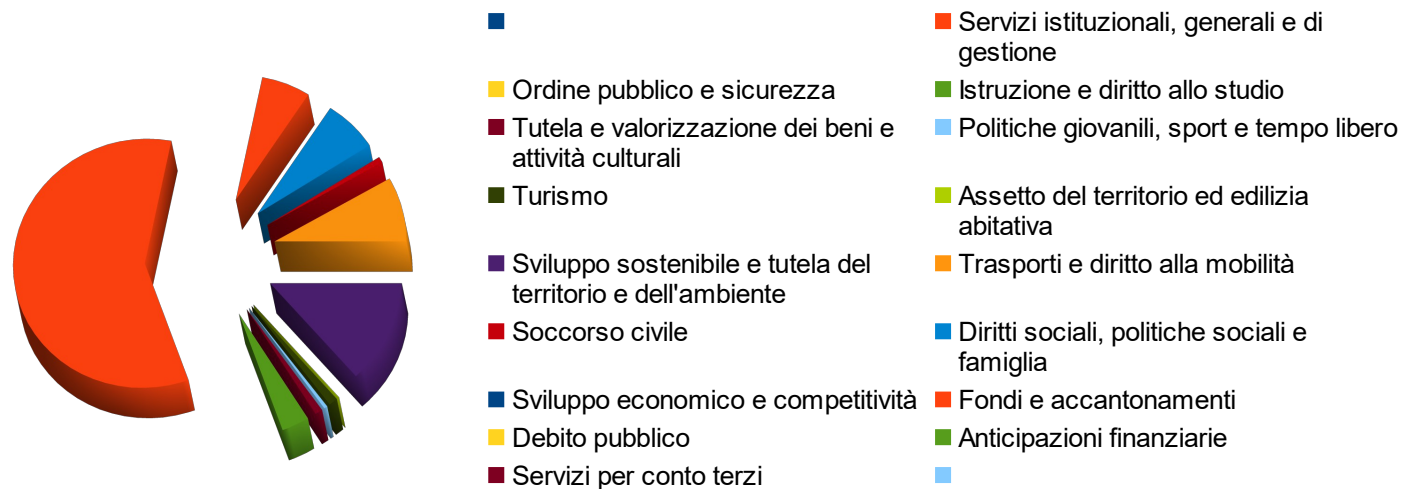 Servizi istituzionali, generali e di
gestione
Ordine pubblico e sicurezza
Istruzione e diritto allo studio
Tutela e valorizzazione dei beni e
attività culturali
Politiche giovanili, sport e tempo libero
Turismo
Assetto del territorio ed edilizia
abitativa
Sviluppo sostenibile e tutela del
territorio e dell'ambiente
Trasporti e diritto alla mobilità
Soccorso civile
Diritti sociali, politiche sociali e
famiglia
Sviluppo economico e competitività
Fondi e accantonamenti
Debito pubblico
Anticipazioni finanziarie
Servizi per conto terzi